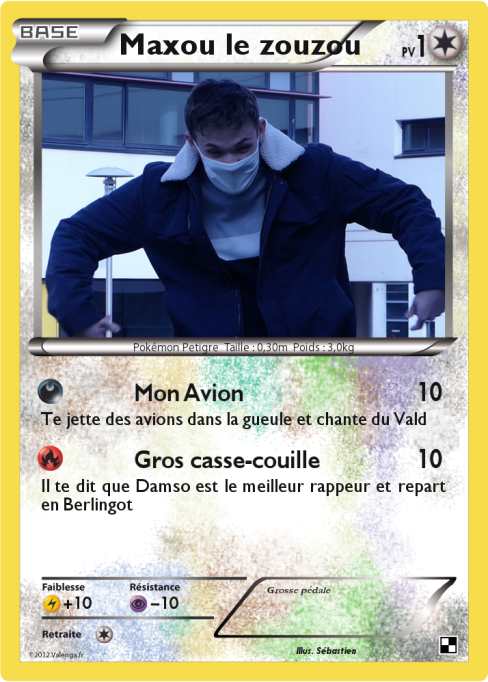 BASE
Maxou le zouzou
PV 1
Pokémon Petigre Taille : 0,30m Poids : 3,0kg
Mon Avion 10
Te jette des avions dans la gueule et chante du Vald
Gros casse-couille 10
Il te dit que Damso est le meilleur rappeur et repart
en Berlingot
Faiblesse Résistance
+10 −10
Grosse pédale
Retraite
Illus. Sébastien
©2012 Valenga.fr